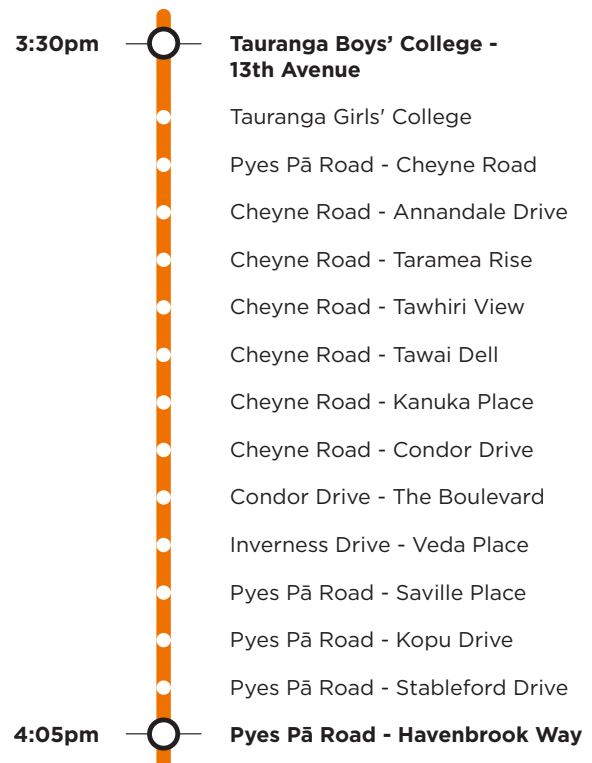 3:30pm Tauranga Boys’ College -
13th Avenue
Tauranga Girls' College
Pyes Pā Road - Cheyne Road
Cheyne Road - Annandale Drive
Cheyne Road - Taramea Rise
Cheyne Road - Tawhiri View
Cheyne Road - Tawai Dell
Cheyne Road - Kanuka Place
Cheyne Road - Condor Drive
Condor Drive - The Boulevard
Inverness Drive - Veda Place
Pyes Pā Road - Saville Place
Pyes Pā Road - Kopu Drive
Pyes Pā Road - Stableford Drive
4:05pm Pyes Pā Road - Havenbrook Way